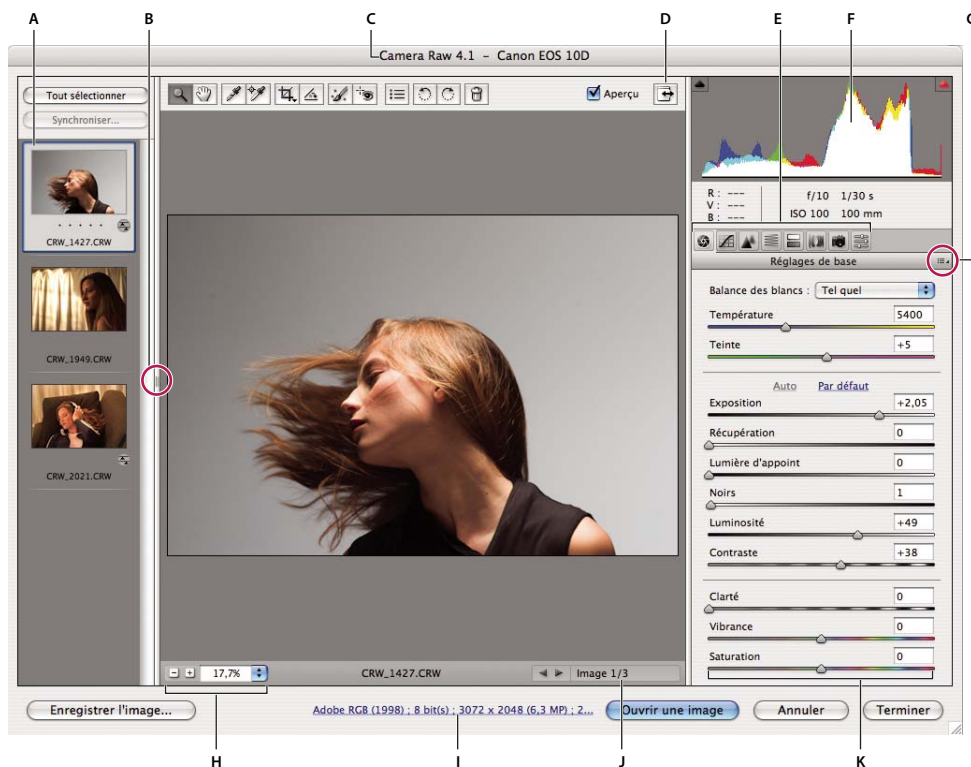 A B C D E F G
Camera Raw 4.1 – Canon EOS 10D
Tout sélectionner
Synchroniser...
CRW_1427.CRW
CRW_1949.CRW
CRW_2021.CRW
Aperçu
R : ---
V : ---
B : ---
f/10 1/30 s
ISO 100 100 mm
Réglages de base
Balance des blancs : Tel quel
Température 5400
Teinte +5
Auto Par défaut
Exposition +2,05
Récupération 0
Lumière d'appoint 0
Noirs 1
Luminosité +49
Contraste +38
Clarté 0
Vibrance 0
Saturation 0
17,7% CRW_1427.CRW Image 1/3
Enregistrer l'image... Adobe RGB (1998) ; 8 bit(s) ; 3072 x 2048 (6,3 MP) ; 2... Ouvrir une image Annuler Terminer
H I J K